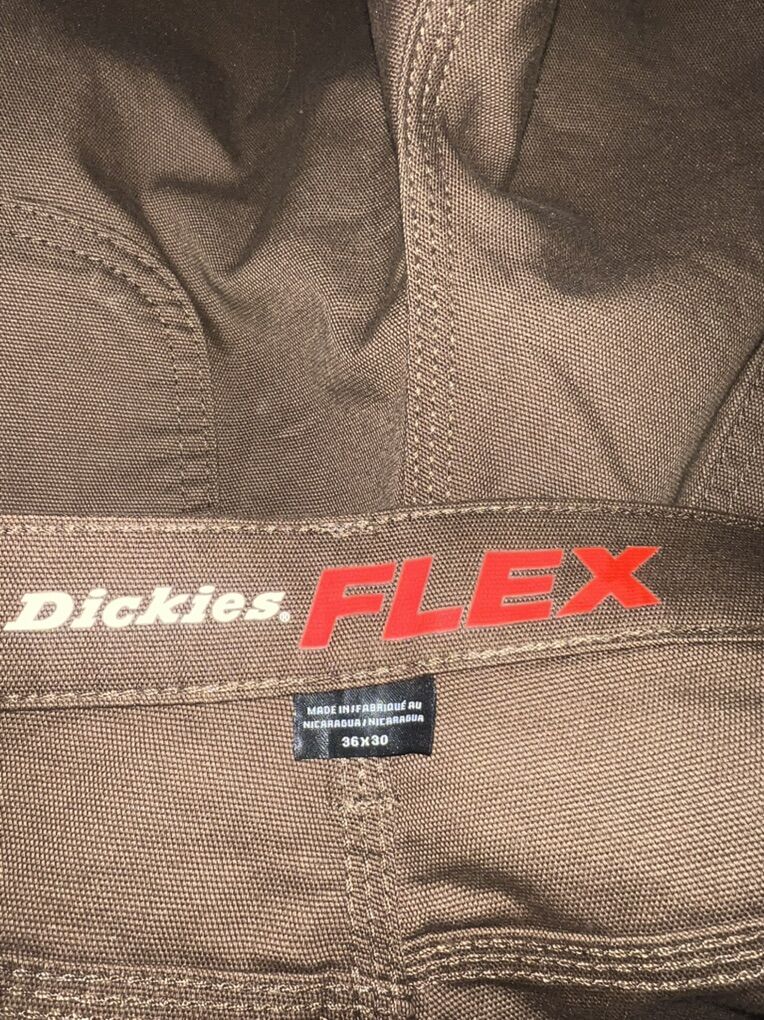 Dickies® FLEX
MADE IN/FABRIQUÉ AU
NICARAGUA/NICARAGUA
36X30